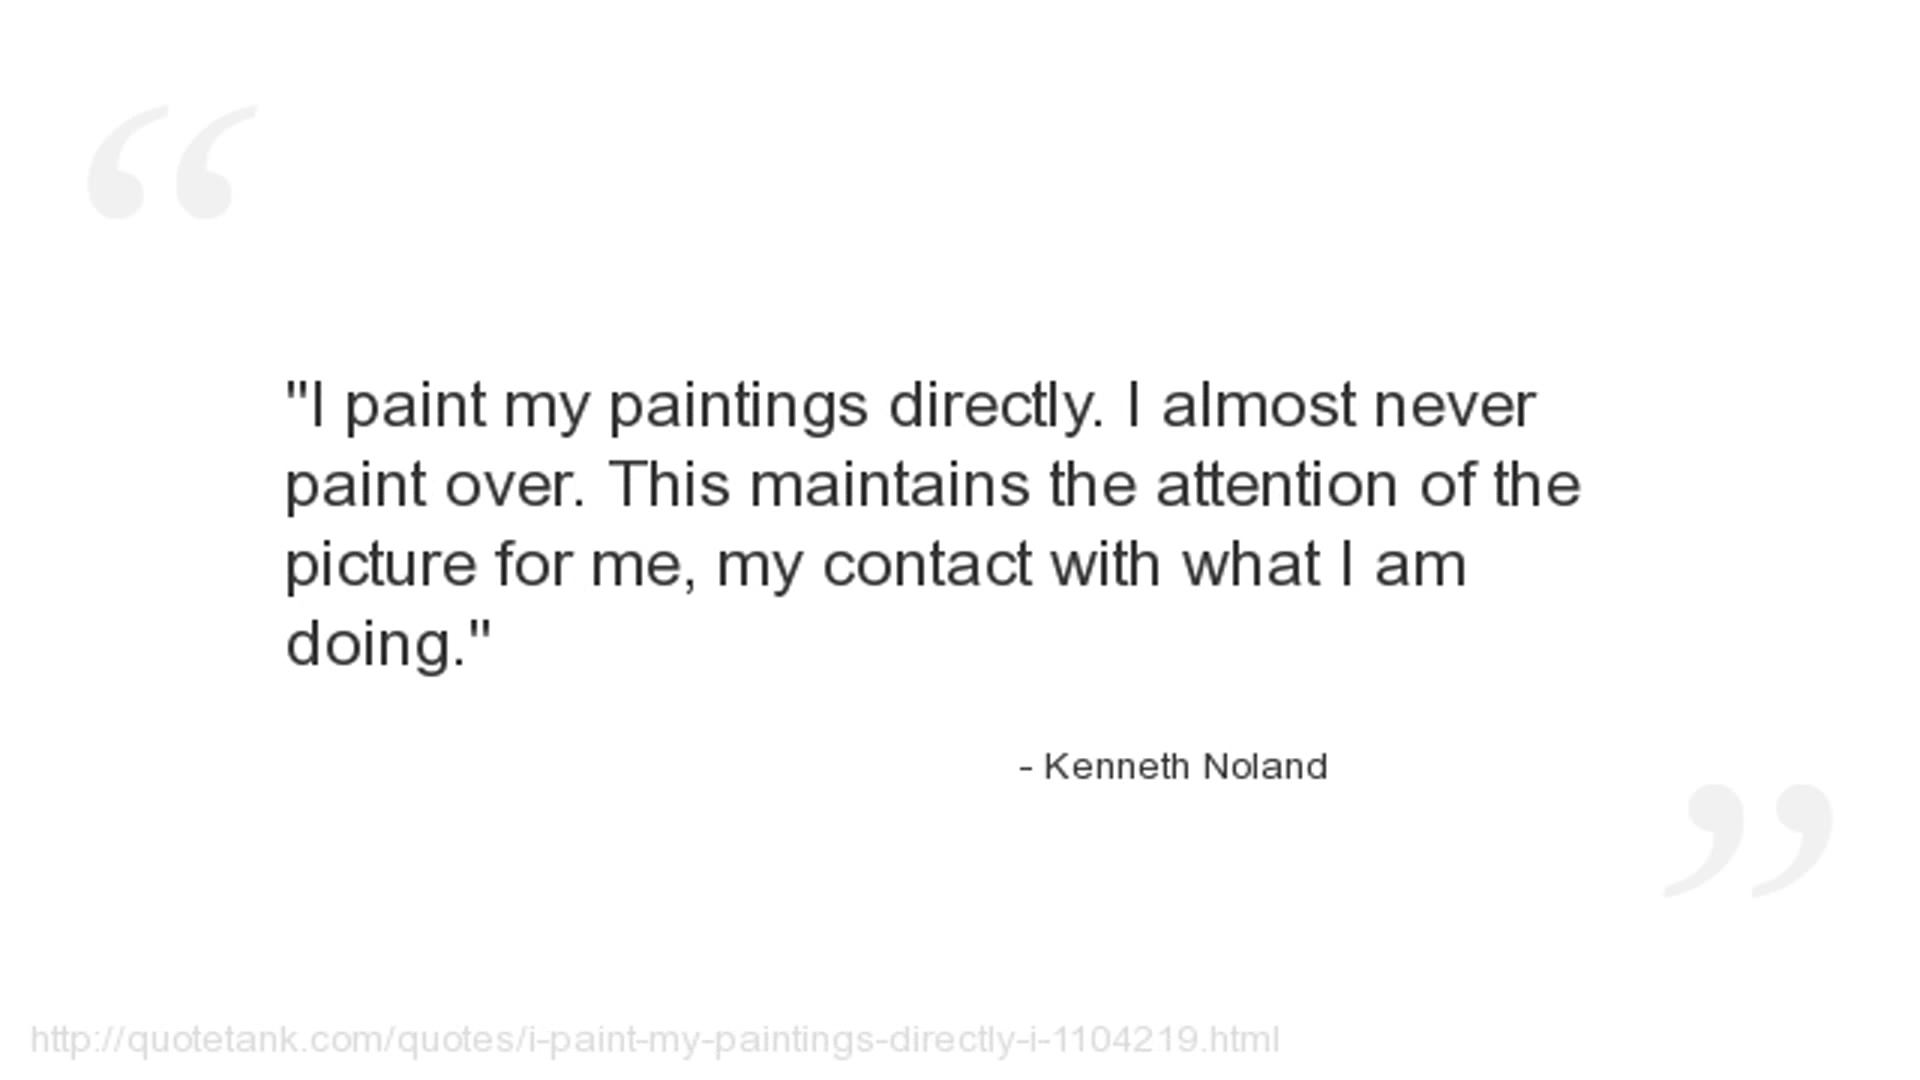 "I paint my paintings directly. I almost never
paint over. This maintains the attention of the
picture for me, my contact with what I am
doing."
- Kenneth Noland
http://quotetank.com/quotes/i-paint-my-paintings-directly-i-1104219.html